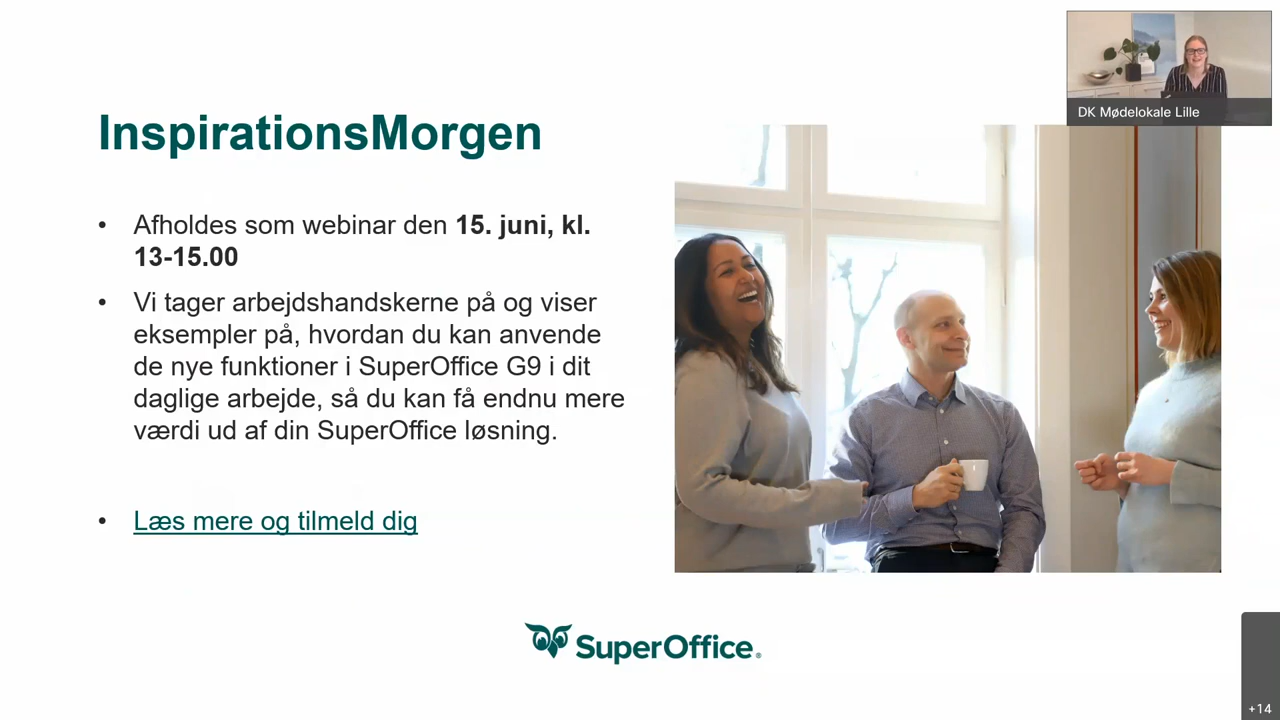 DK Mødelokale Lille
InspirationsMorgen
• Afholdes som webinar den 15. juni, kl.
13-15.00
• Vi tager arbejdshandskerne på og viser
eksempler på, hvordan du kan anvende
de nye funktioner i SuperOffice G9 i dit
daglige arbejde, så du kan få endnu mere
værdi ud af din SuperOffice løsning.
• Læs mere og tilmeld dig
SuperOffice®
+14